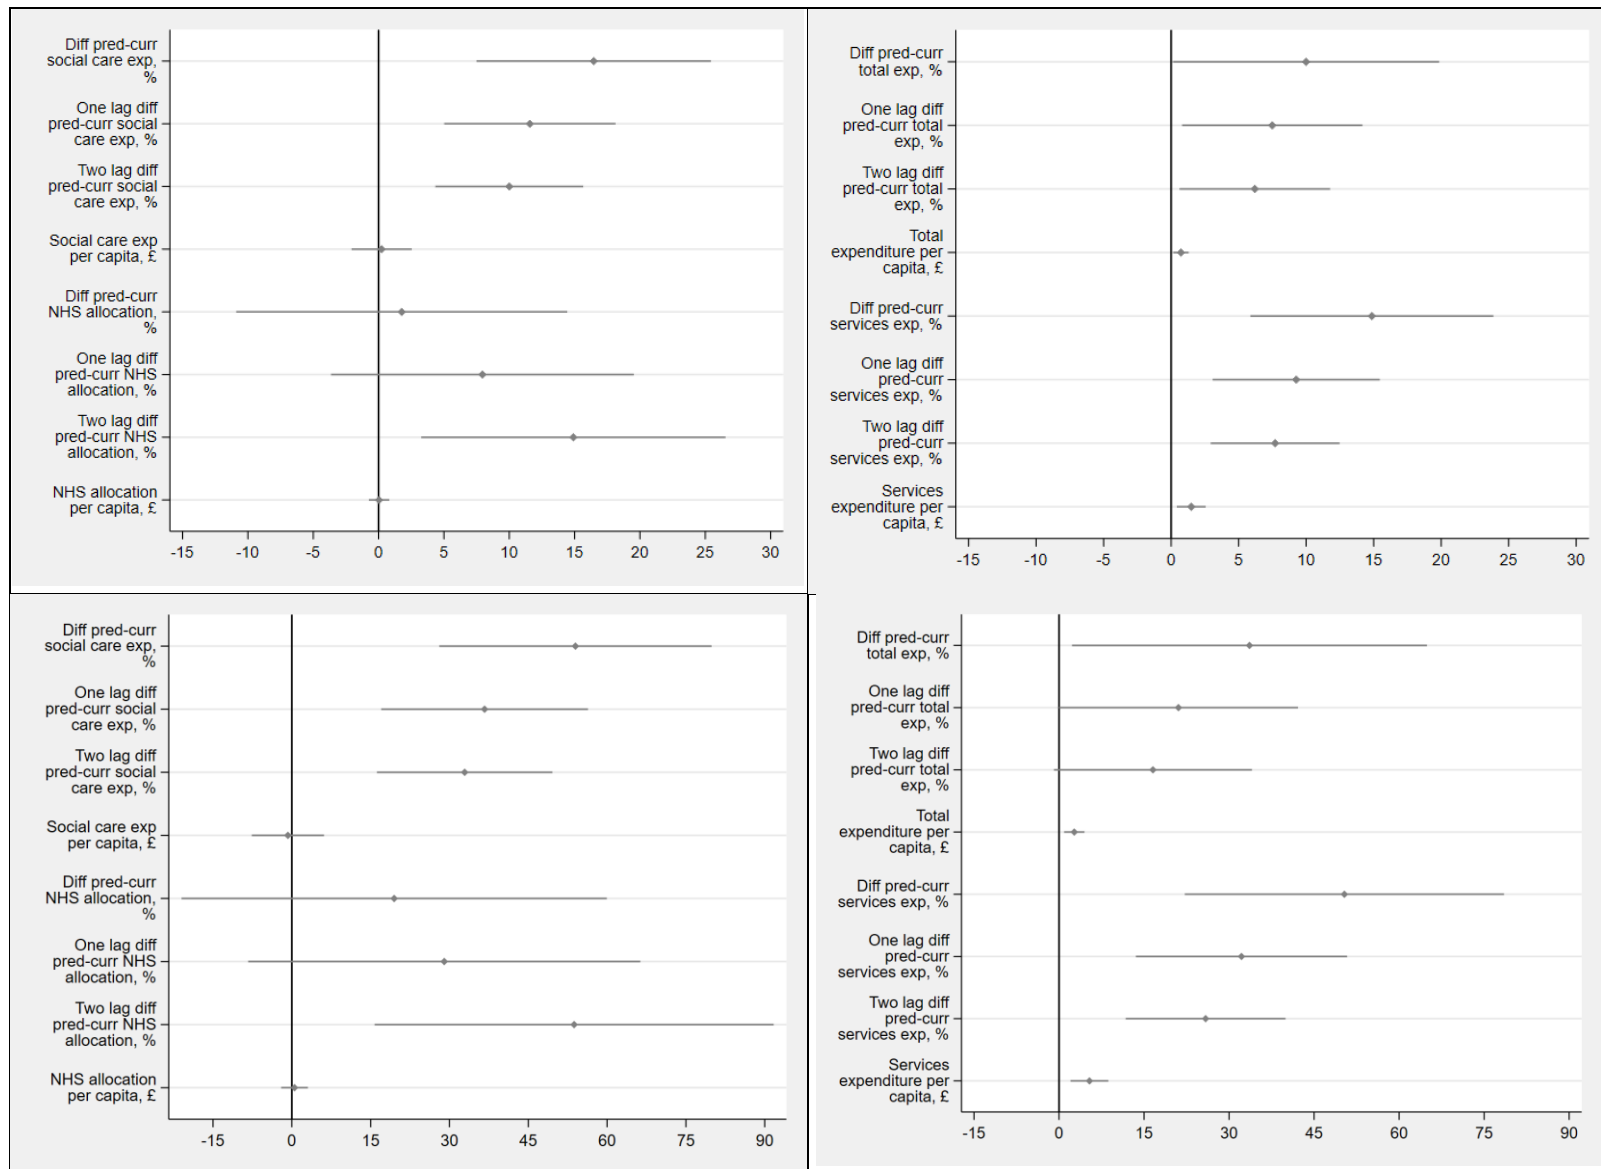 Diff pred-curr
social care exp,
%
One lag diff
pred-curr social
care exp, %
Two lag diff
pred-curr social
care exp, %
Social care exp
per capita, £
Diff pred-curr
NHS allocation,
%
One lag diff
pred-curr NHS
allocation, %
Two lag diff
pred-curr NHS
allocation, %
NHS allocation
per capita, £
-15 -10 -5 0 5 10 15 20 25 30
Diff pred-curr
total exp, %
One lag diff
pred-curr total
exp, %
Two lag diff
pred-curr total
exp, %
Total
expenditure per
capita, £
Diff pred-curr
services exp, %
One lag diff
pred-curr
services exp, %
Two lag diff
pred-curr
services exp, %
Services
expenditure per
capita, £
-15 -10 -5 0 5 10 15 20 25 30
Diff pred-curr
social care exp,
%
One lag diff
pred-curr social
care exp, %
Two lag diff
pred-curr social
care exp, %
Social care exp
per capita, £
Diff pred-curr
NHS allocation,
%
One lag diff
pred-curr NHS
allocation, %
Two lag diff
pred-curr NHS
allocation, %
NHS allocation
per capita, £
-15 0 15 30 45 60 75 90
Diff pred-curr
total exp, %
One lag diff
pred-curr total
exp, %
Two lag diff
pred-curr total
exp, %
Total
expenditure per
capita, £
Diff pred-curr
services exp, %
One lag diff
pred-curr
services exp, %
Two lag diff
pred-curr
services exp, %
Services
expenditure per
capita, £
-15 0 15 30 45 60 75 90